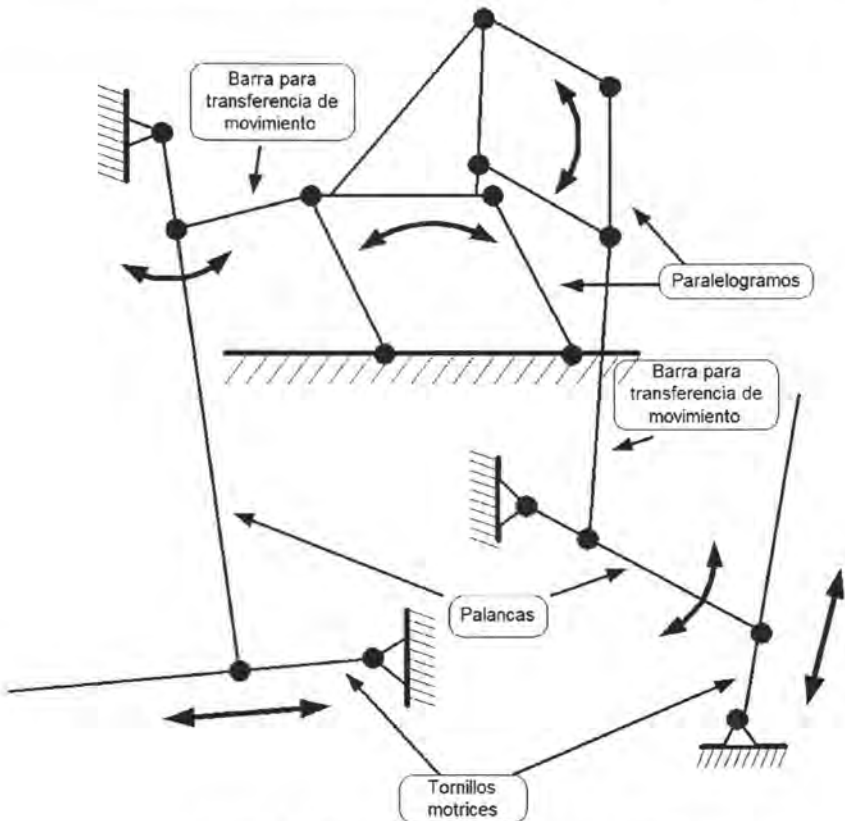 Barra para
transferencia de
movimiento
Paralelogramos
Barra para
transferencia de
movimiento
Palancas
Tornillos
motrices